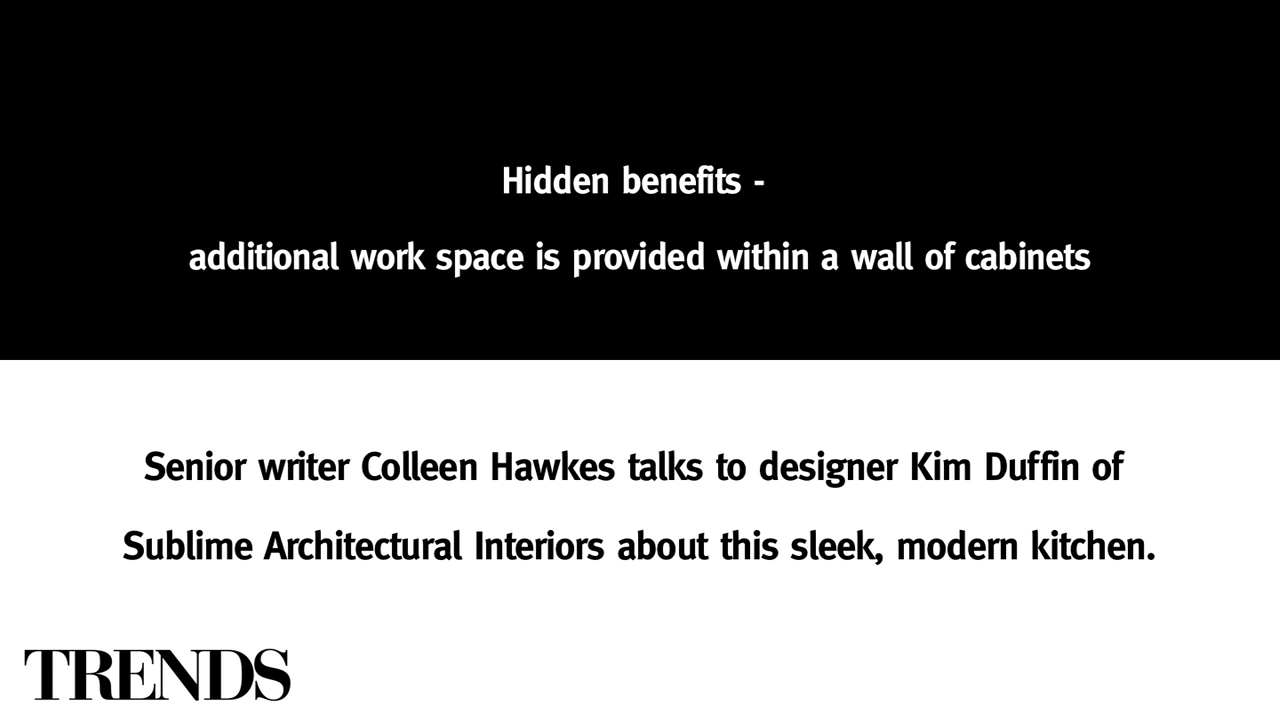 Hidden benefits -
additional work space is provided within a wall of cabinets
Senior writer Colleen Hawkes talks to designer Kim Duffin of
Sublime Architectural Interiors about this sleek, modern kitchen.
TRENDS